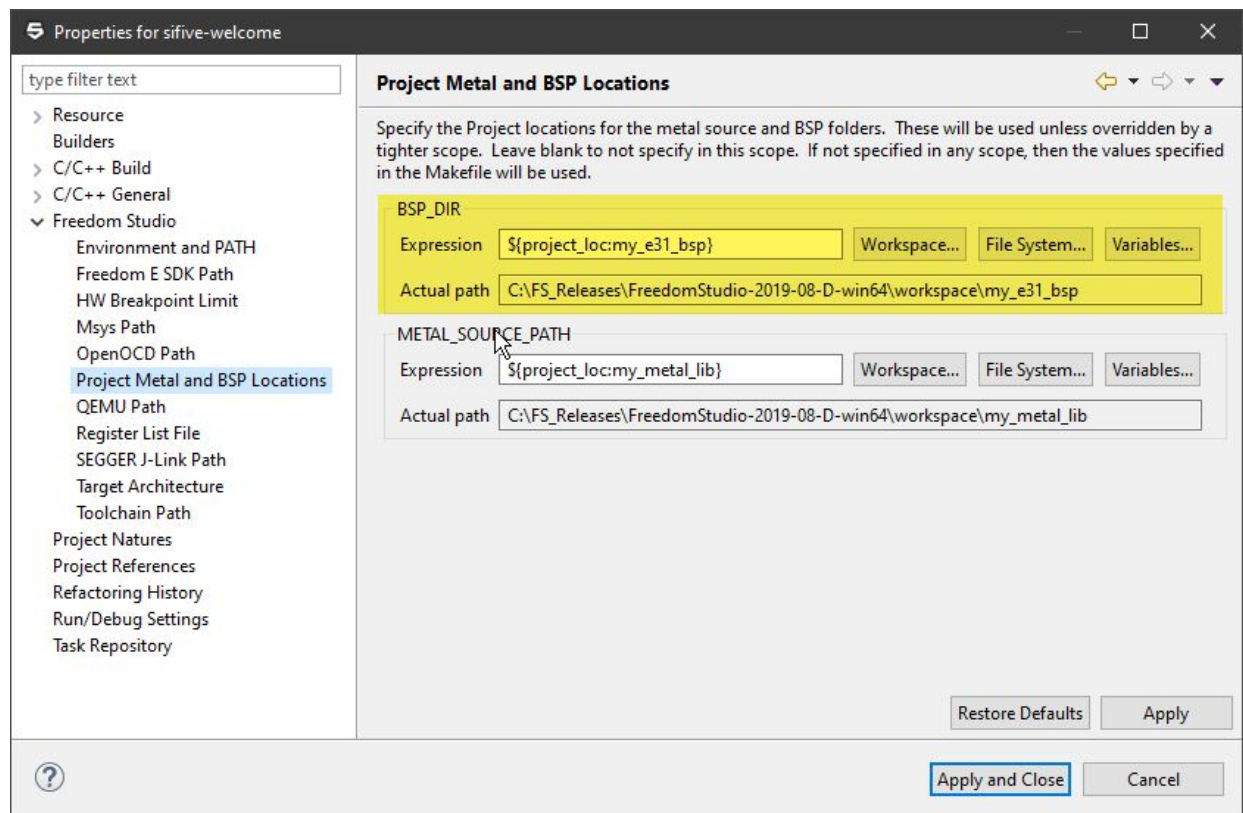 Properties for sifive-welcome
type filter text
Resource
Builders
C/C++ Build
C/C++ General
Freedom Studio
Environment and PATH
Freedom E SDK Path
HW Breakpoint Limit
Msys Path
OpenOCD Path
Project Metal and BSP Locations
QEMU Path
Register List File
SEGGER J-Link Path
Target Architecture
Toolchain Path
Project Natures
Project References
Refactoring History
Run/Debug Settings
Task Repository
Project Metal and BSP Locations
Specify the Project locations for the metal source and BSP folders. These will be used unless overridden by a
tighter scope. Leave blank to not specify in this scope. If not specified in any scope, then the values specified
in the Makefile will be used.
BSP_DIR
Expression ${project_loc:my_e31_bsp} Workspace... File System... Variables...
Actual path C:\FS_Releases\FreedomStudio-2019-08-D-win64\workspace\my_e31_bsp
METAL_SOURCE_PATH
Expression ${project_loc:my_metal_lib} Workspace... File System... Variables...
Actual path C:\FS_Releases\FreedomStudio-2019-08-D-win64\workspace\my_metal_lib
Restore Defaults Apply
? Apply and Close Cancel